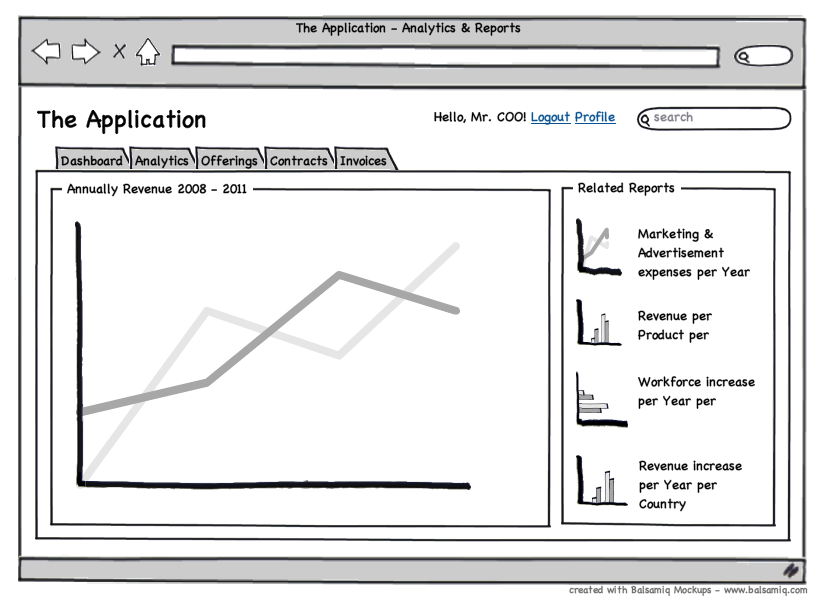 The Application - Analytics & Reports
The Application
Hello, Mr. COO! Logout Profile
search
Dashboard Analytics Offerings Contracts Invoices
Annually Revenue 2008 - 2011
Related Reports
Marketing &
Advertisement
expenses per Year
Revenue per
Product per
Workforce increase
per Year per
Revenue increase
per Year per
Country
created with Balsamiq Mockups - www.balsamiq.com